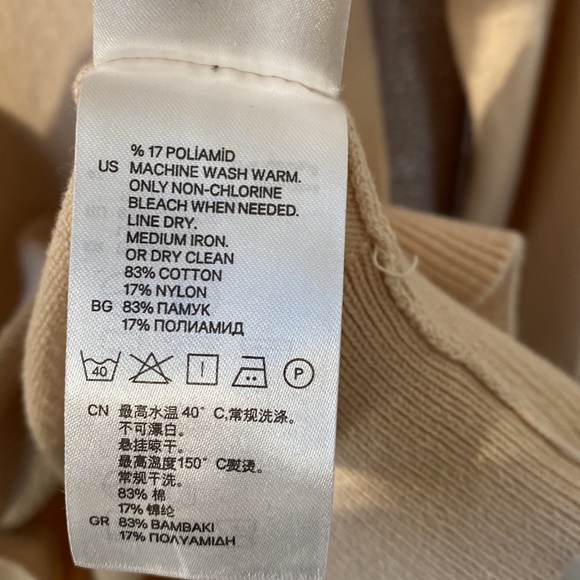 % 17 POLİAMİD
US MACHINE WASH WARM.
ONLY NON-CHLORINE
BLEACH WHEN NEEDED.
LINE DRY.
MEDIUM IRON.
OR DRY CLEAN
83% COTTON
17% NYLON
BG 83% ПАМУК
17% ПОЛИАМИД
40 P
CN 最高水温 40° C,常规洗涤。
不可漂白。
悬挂晾干。
最高温度150° C熨烫。
常规干洗。
83% 棉
17% 锦纶
GR 83% ΒΑΜΒΑΚΙ
17% ΠΟΛΥΑΜΙΔΗ